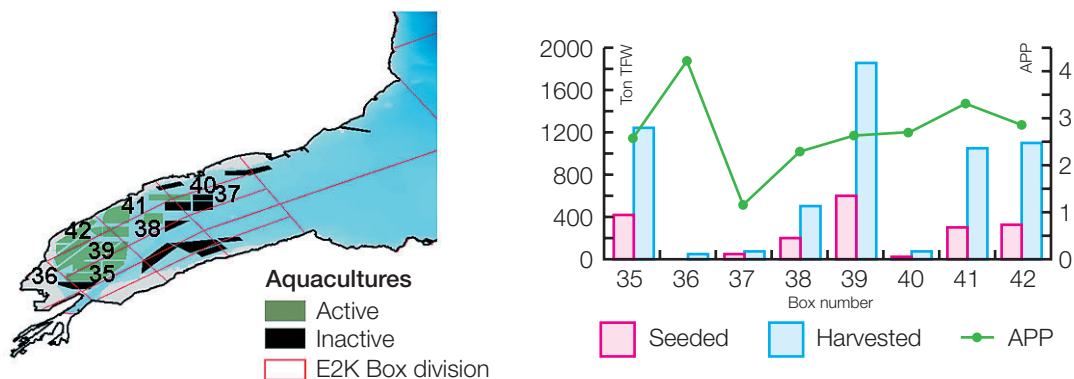 40
37
41
42
38
39
36
35
Aquacultures
Active
Inactive
E2K Box division
2000
1600
1200
800
400
0
Ton TFW
APP
4
3
2
1
0
35 36 37 38 39 40 41 42
Box number
Seeded Harvested APP